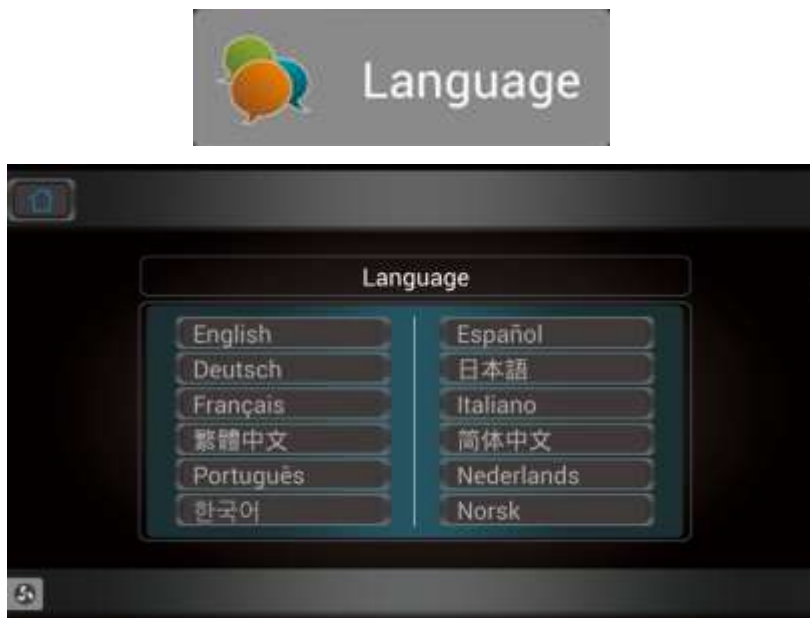 Language
Language
English
Español
Deutsch
日本語
Français
Italiano
繁體中文
简体中文
Português
Nederlands
한국어
Norsk